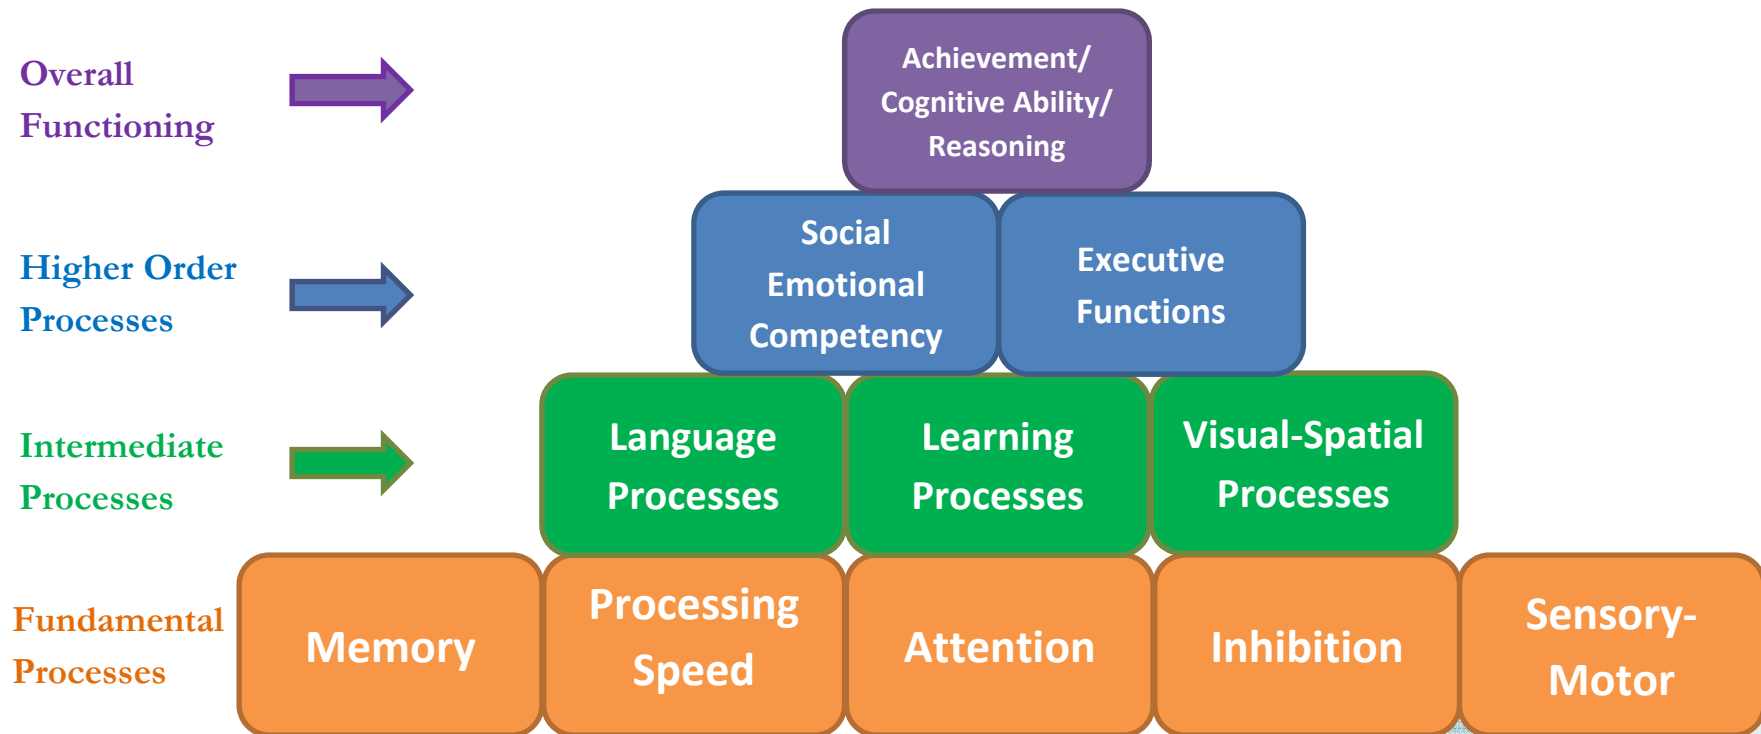 Overall
Functioning
Achievement/
Cognitive Ability/
Reasoning
Higher Order
Processes
Social
Emotional
Competency
Executive
Functions
Intermediate
Processes
Language
Processes
Learning
Processes
Visual-Spatial
Processes
Fundamental
Processes
Memory
Processing
Speed
Attention
Inhibition
Sensory-
Motor